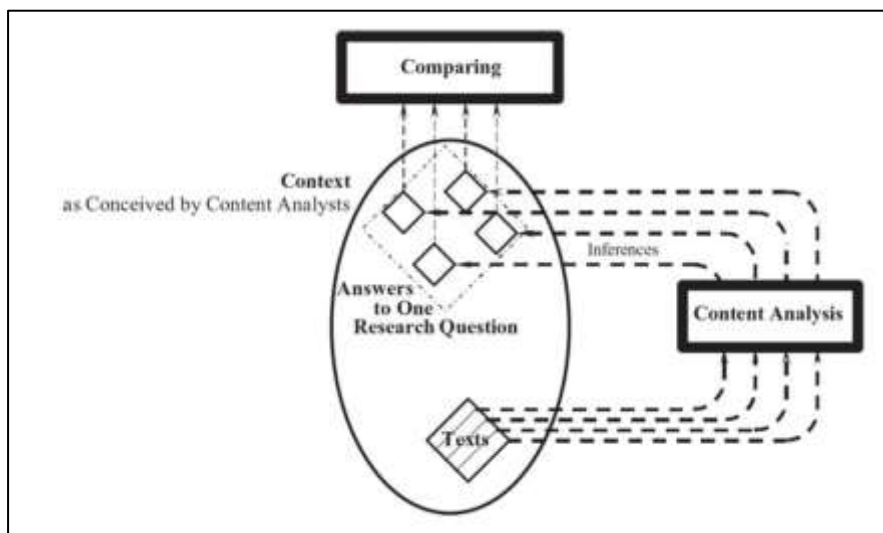 Comparing
Context
as Conceived by Content Analysts
Inferences
Answers
to One
Research Question
Content Analysis
Texts